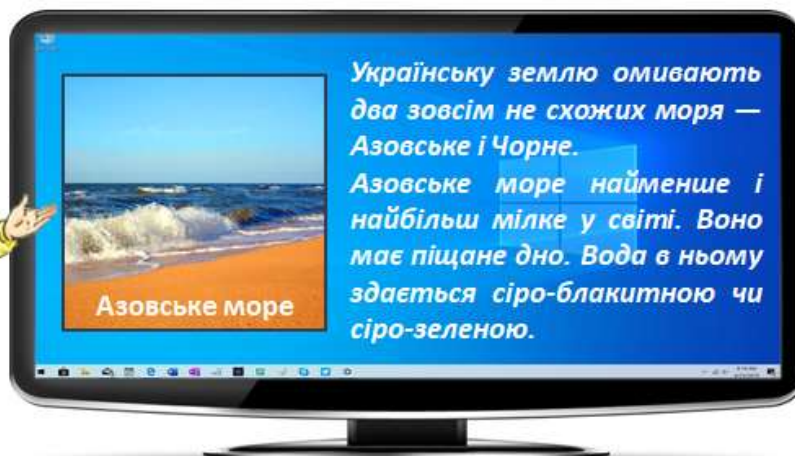 Українську землю омивають
два зовсім не схожих моря —
Азовське і Чорне.
Азовське море найменше і
найбільш мілке у світі. Воно
має піщане дно. Вода в ньому
здається сіро-блакитною чи
сіро-зеленою.
Азовське море